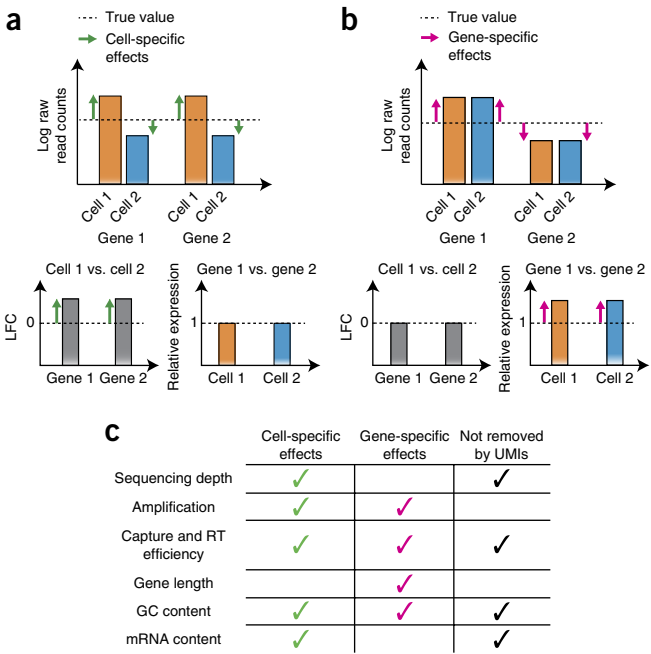 a
True value
Cell-specific
effects
Log raw
read counts
Cell 1
Cell 2
Cell 1
Cell 2
Gene 1
Gene 2
Cell 1 vs. cell 2
LFC
0
Gene 1
Gene 2
Gene 1 vs. gene 2
Relative expression
1
Cell 1
Cell 2
b
True value
Gene-specific
effects
Log raw
read counts
Cell 1
Cell 2
Cell 1
Cell 2
Gene 1
Gene 2
Cell 1 vs. cell 2
LFC
0
Gene 1
Gene 2
Gene 1 vs. gene 2
Relative expression
1
Cell 1
Cell 2
c
Cell-specific
effects
Gene-specific
effects
Not removed
by UMIs
Sequencing depth
Amplification
Capture and RT
efficiency
Gene length
GC content
mRNA content